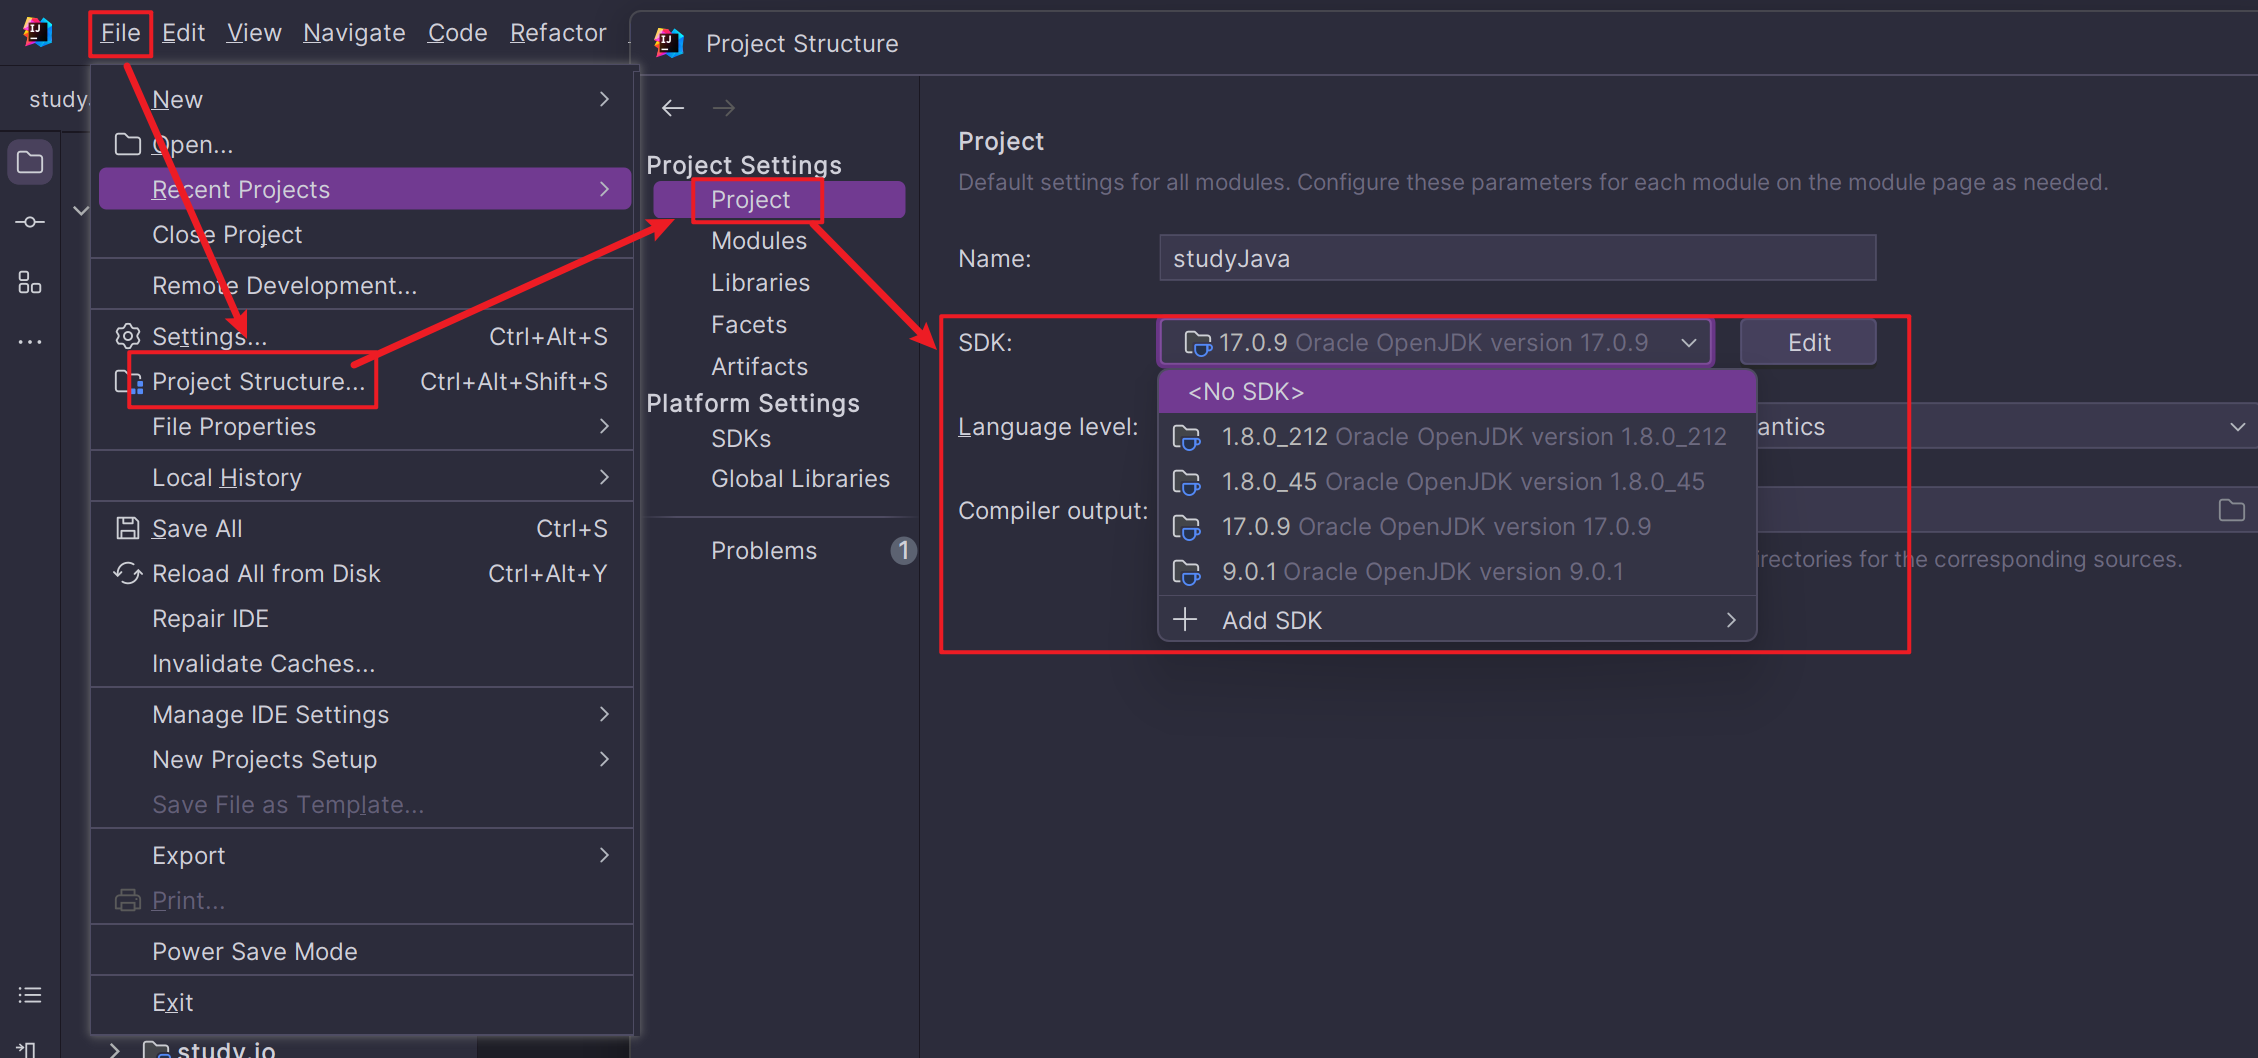 File Edit View Navigate Code Refactor
study
New
Open...
Recent Projects
Close Project
Remote Development...
Settings... Ctrl+Alt+S
Project Structure... Ctrl+Alt+Shift+S
File Properties
Local History
Save All Ctrl+S
Reload All from Disk Ctrl+Alt+Y
Repair IDE
Invalidate Caches...
Manage IDE Settings
New Projects Setup
Save File as Template...
Export
Print...
Power Save Mode
Exit
study.io
Project Structure
Project Settings
Project
Modules
Libraries
Facets
Artifacts
Platform Settings
SDKs
Global Libraries
Problems 1
Project
Default settings for all modules. Configure these parameters for each module on the module page as needed.
Name: studyJava
SDK: 17.0.9 Oracle OpenJDK version 17.0.9 Edit
<No SDK>
Language level: antics
1.8.0_212 Oracle OpenJDK version 1.8.0_212
1.8.0_45 Oracle OpenJDK version 1.8.0_45
Compiler output:
17.0.9 Oracle OpenJDK version 17.0.9
irectories for the corresponding sources.
9.0.1 Oracle OpenJDK version 9.0.1
Add SDK